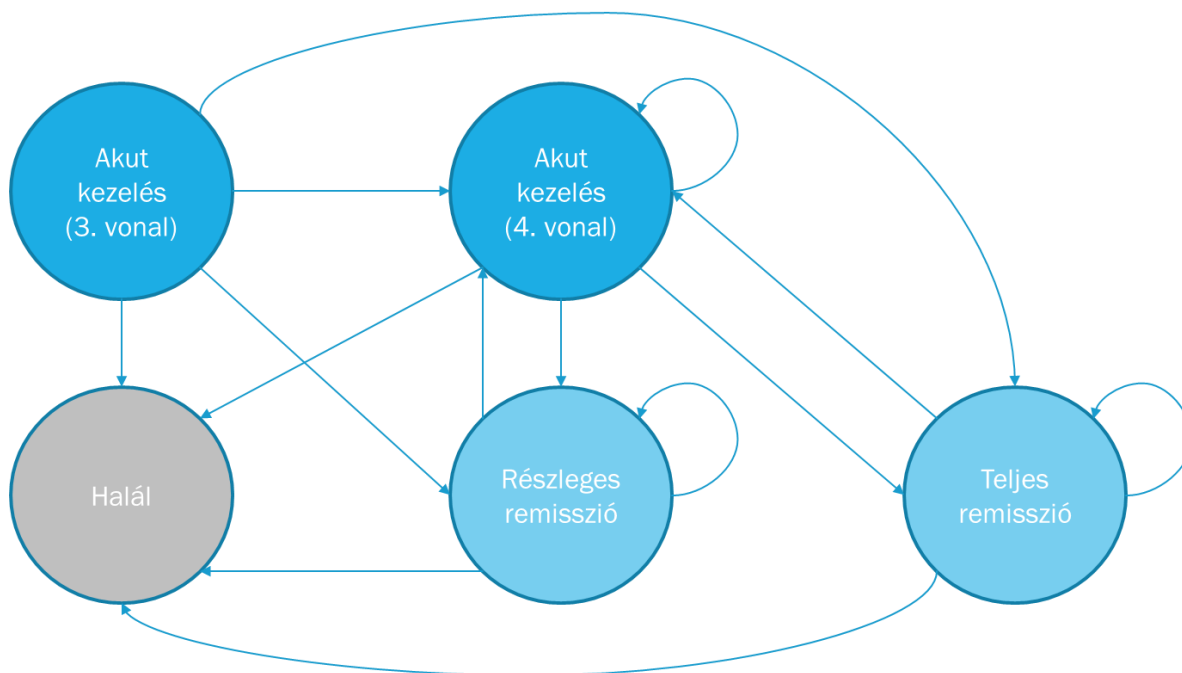 Akut
kezelés
(3. vonal)
Akut
kezelés
(4. vonal)
Halál
Részleges
remisszió
Teljes
remisszió